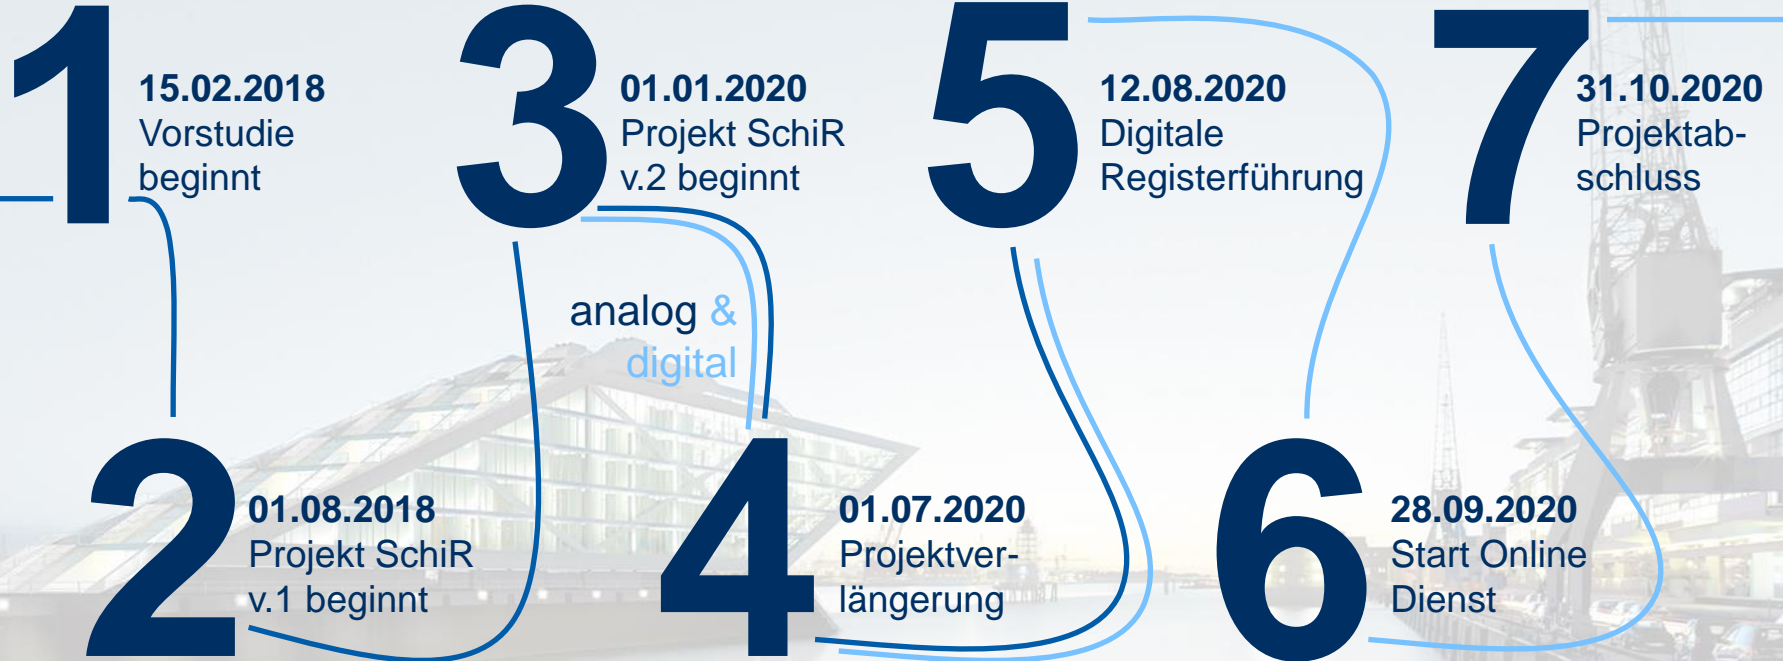 1
15.02.2018
Vorstudie
beginnt
2
01.08.2018
Projekt SchiR
v.1 beginnt
3
01.01.2020
Projekt SchiR
v.2 beginnt
analog &
digital
4
01.07.2020
Projektver-
längerung
5
12.08.2020
Digitale
Registerführung
6
28.09.2020
Start Online
Dienst
7
31.10.2020
Projektab-
schluss